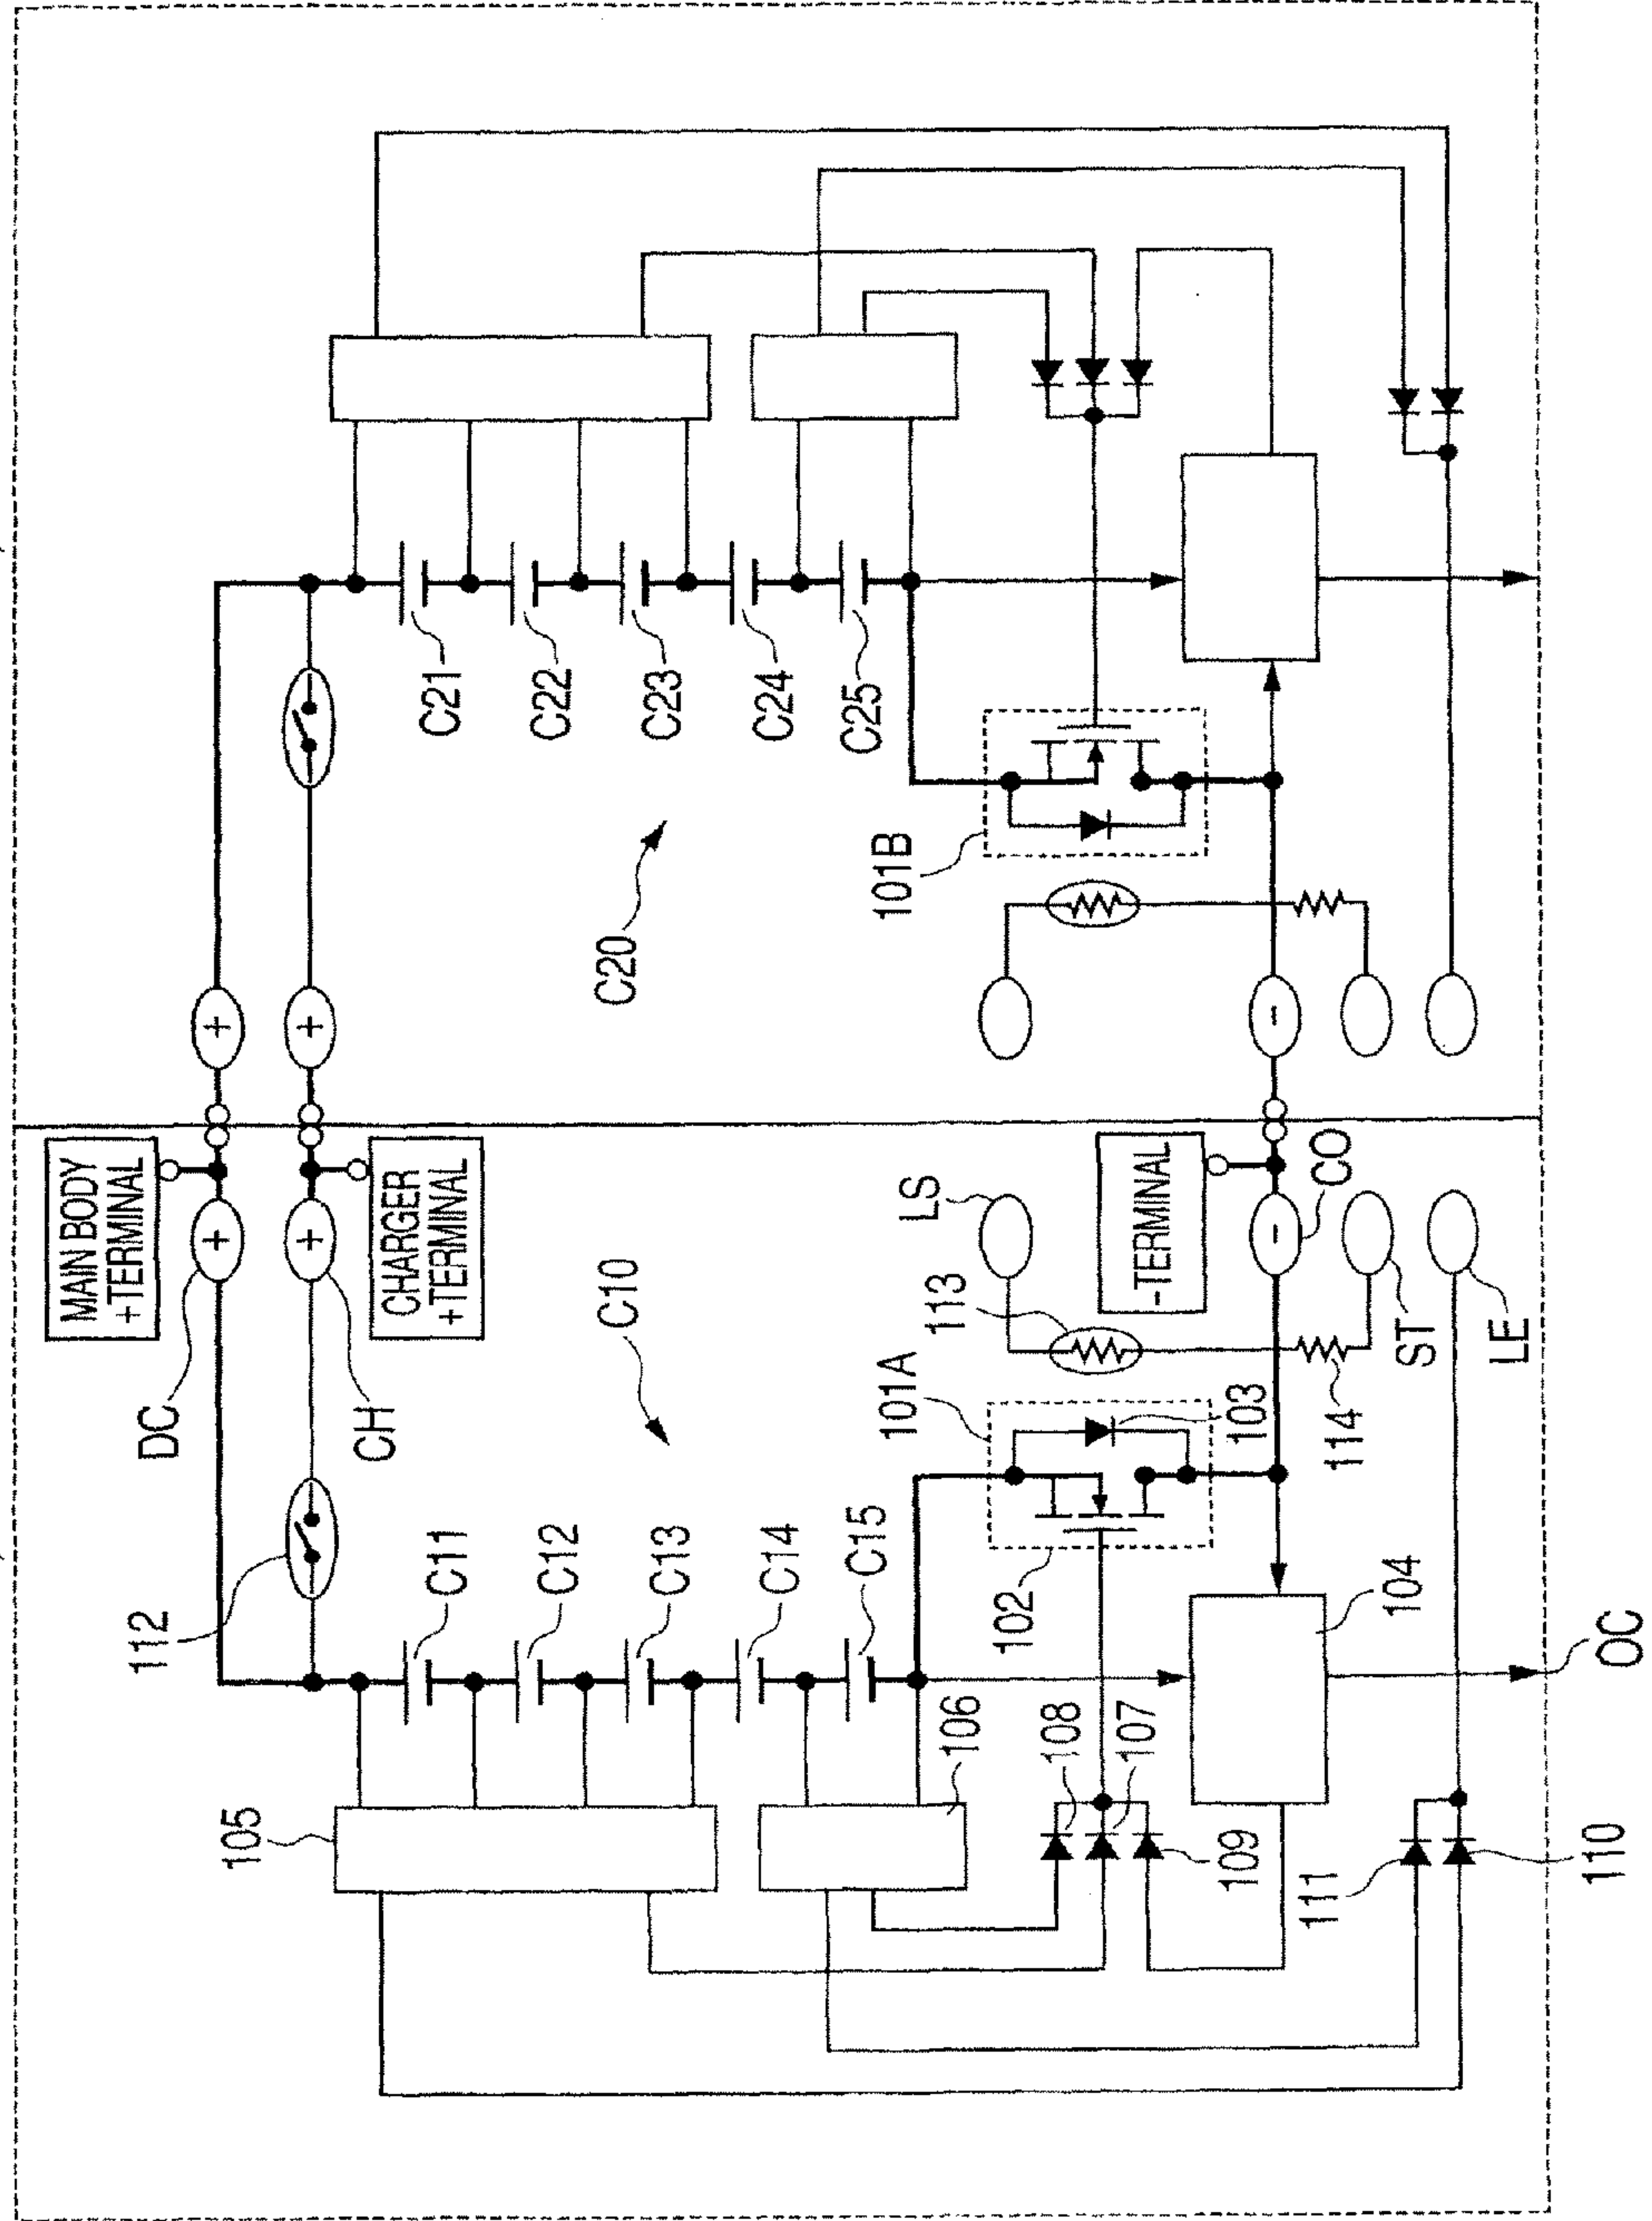 MAIN BODY
+TERMINAL
DC
+
+
+
+
CH
CHARGER
+TERMINAL
112
C11
C12
C13
C14
C15
C10
105
106
101A
102
103
113
LS
-TERMINAL
-
-
CO
114
ST
LE
104
OC
108
107
109
111
110
C20
C21
C22
C23
C24
C25
101B